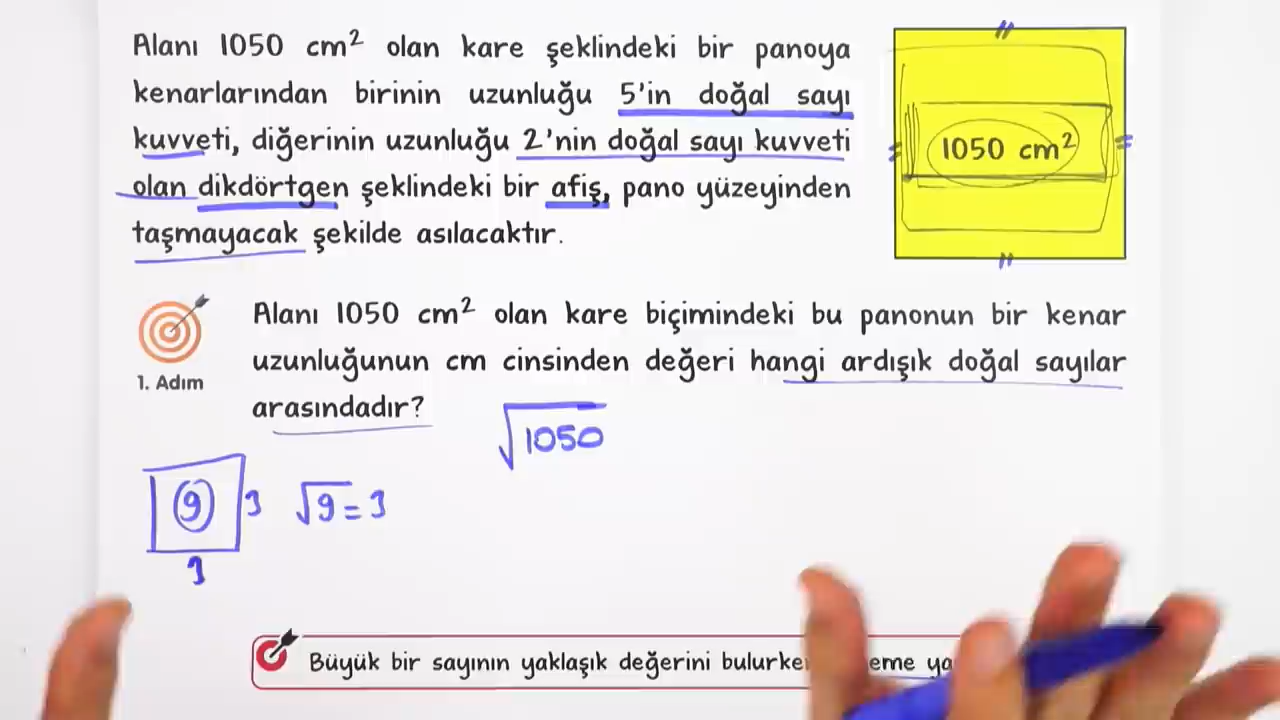 Alanı 1050 cm² olan kare şeklindeki bir panoya
kenarlarından birinin uzunluğu 5'in doğal sayı
kuvveti, diğerinin uzunluğu 2'nin doğal sayı kuvveti
olan dikdörtgen şeklindeki bir afiş, pano yüzeyinden
taşmayacak şekilde asılacaktır.
1050 cm²
1. Adım
Alanı 1050 cm² olan kare biçimindeki bu panonun bir kenar
uzunluğunun cm cinsinden değeri hangi ardışık doğal sayılar
arasındadır?
√1050
9
3
3
√9 = 3
Büyük bir sayının yaklaşık değerini